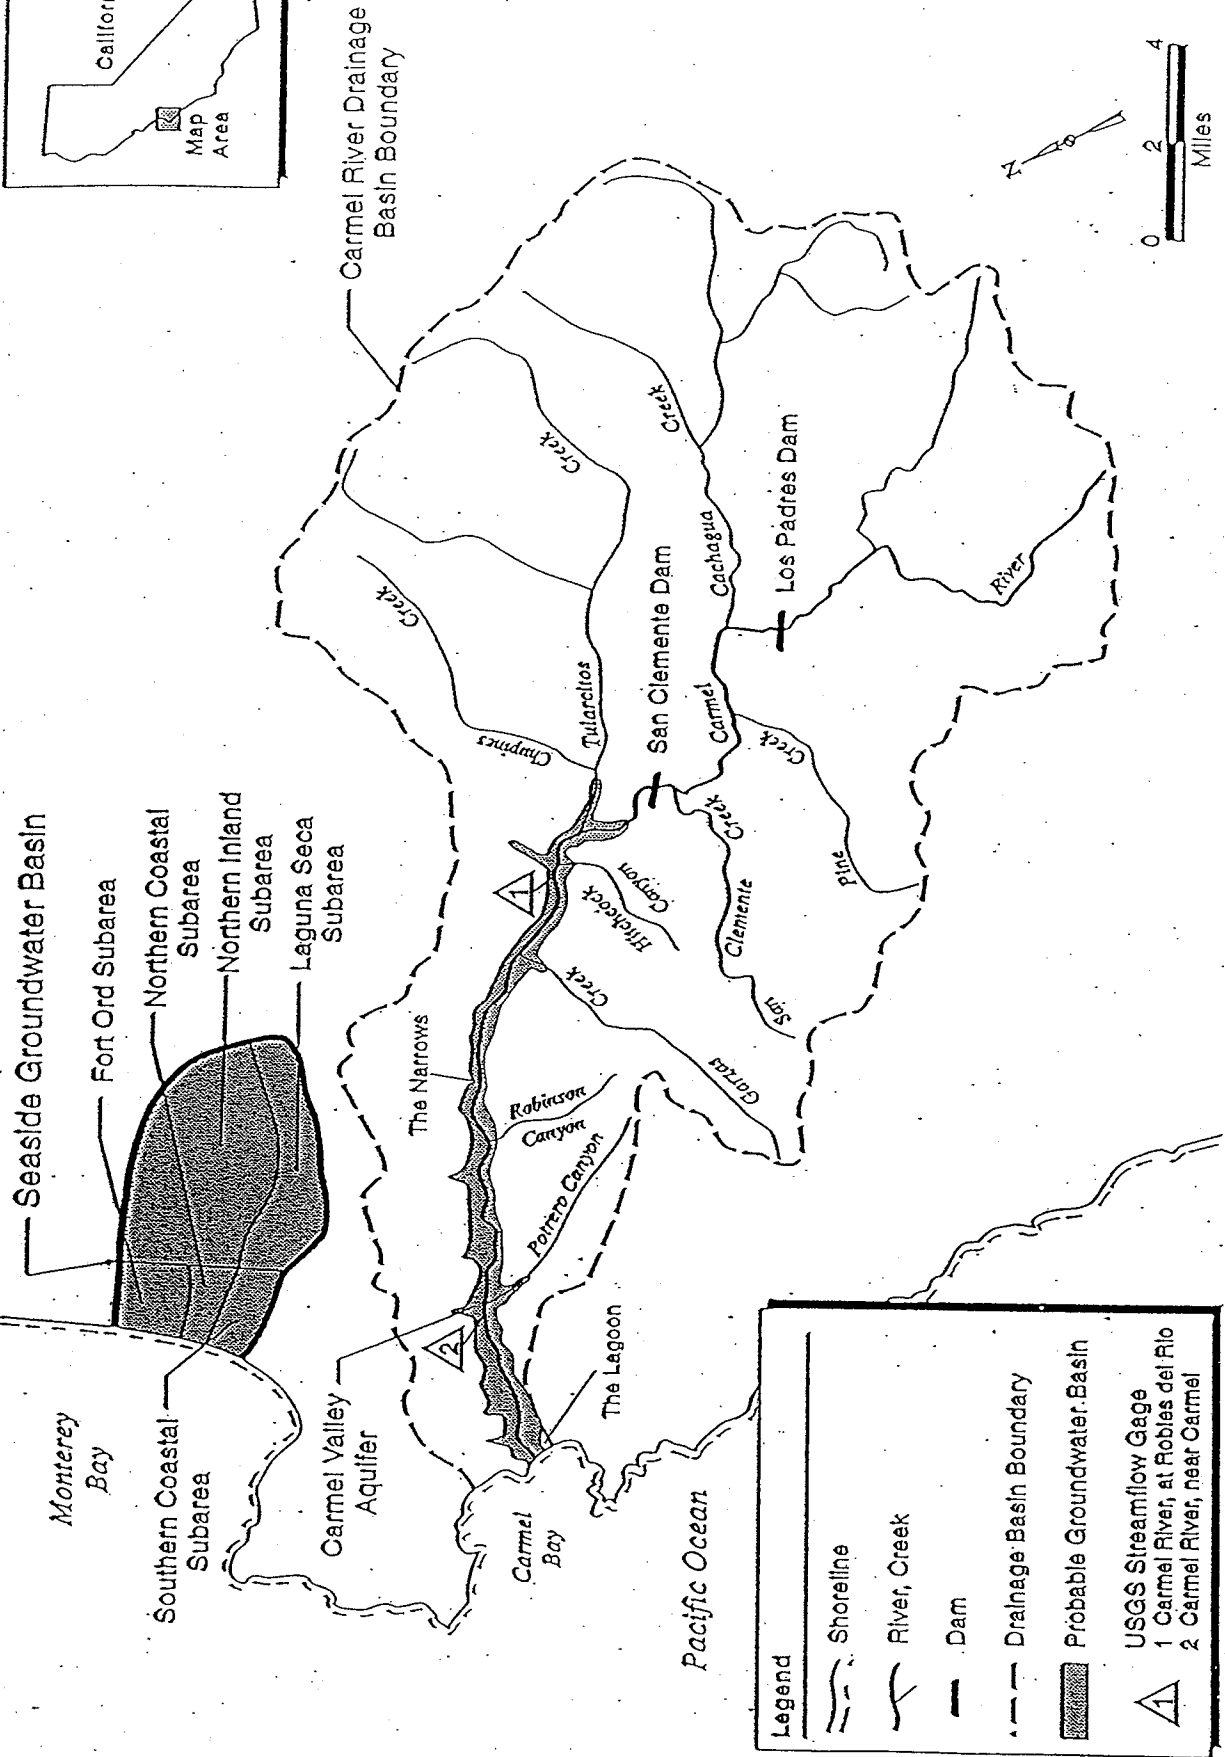 Californ
Map
Area
Carmel River Drainage
Basin Boundary
Seaside Groundwater Basin
Fort Ord Subarea
Northern Coastal
Subarea
Northern Inland
Subarea
Laguna Seca
Subarea
Monterey
Bay
Southern Coastal
Subarea
Carmel Valley
Aquifer
The Narrows
1
2
Creek
Chupines
Creek
Tularcitos
Creek
Cachagua
San Clemente Dam
Los Padres Dam
Carmel
River
Creek
Pine
Creek
Clemente
San
Hitchcock
Canyon
Creek
Garzas
Robinson
Canyon
Potrero Canyon
The Lagoon
Carmel
Bay
Pacific Ocean
N
0 2 4
Miles
Legend
Shoreline
River, Creek
Dam
Drainage Basin Boundary
Probable Groundwater Basin
1
USGS Streamflow Gage
1 Carmel River, at Robles del Rio
2 Carmel River, near Carmel